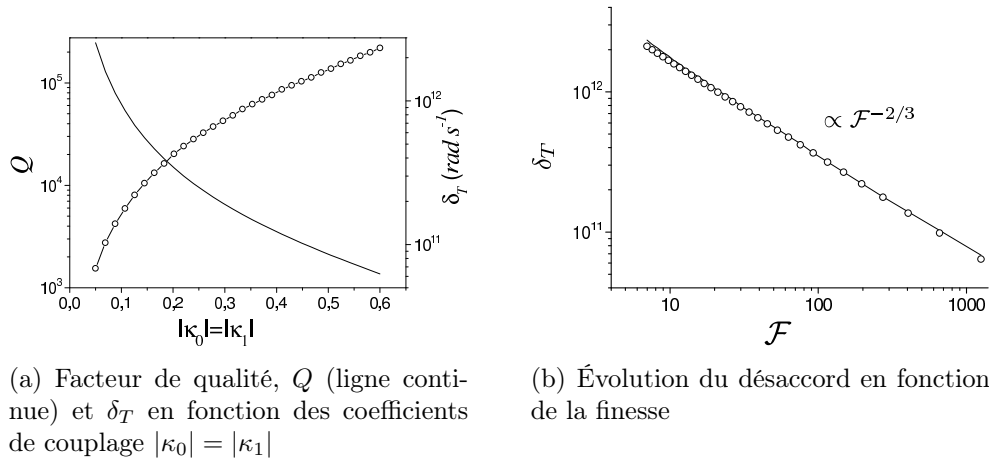 10⁵
10⁴
10³
Q
10¹²
10¹¹
δ_T (rad s⁻¹)
0,0 0,1 0,2 0,3 0,4 0,5 0,6
|κ₀|=|κ₁|
10¹²
10¹¹
δ_T
∝ ℱ^{-2/3}
10 100 1000
ℱ
(a) Facteur de qualité, Q (ligne conti-
nue) et δ_T en fonction des coefficients
de couplage |κ₀| = |κ₁|
(b) Évolution du désaccord en fonction
de la finesse